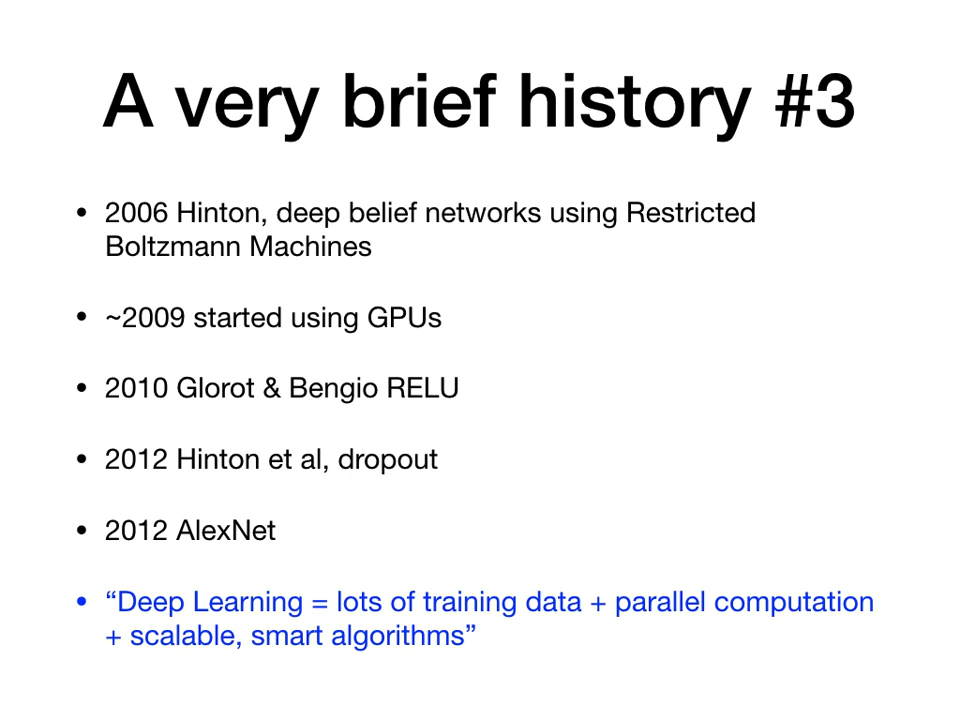 A very brief history #3
• 2006 Hinton, deep belief networks using Restricted
Boltzmann Machines
• ~2009 started using GPUs
• 2010 Glorot & Bengio RELU
• 2012 Hinton et al, dropout
• 2012 AlexNet
• “Deep Learning = lots of training data + parallel computation
+ scalable, smart algorithms”